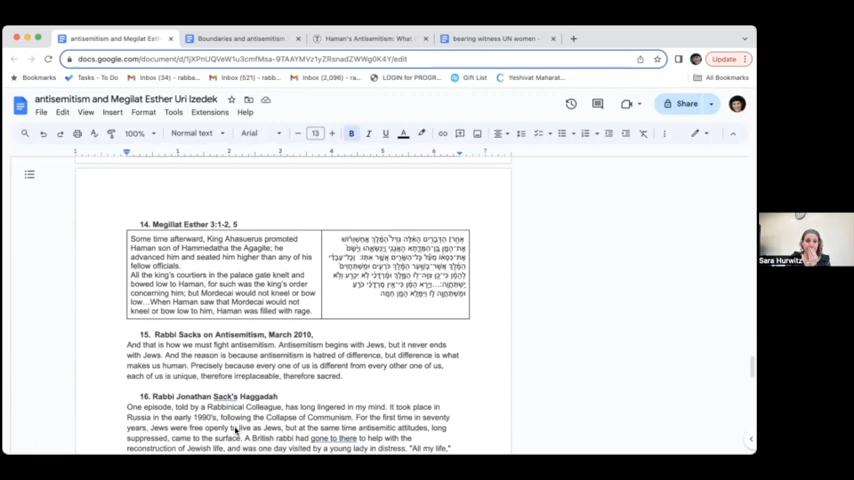 antisemitism and Megilat Esth
Boundaries and antisemitism
Haman's Antisemitism: What
bearing witness UN women -
docs.google.com/document/d/
edit
Update
Bookmarks
Tasks - To Do
Inbox (34) - rabba...
Inbox (521) - rabb...
Inbox (2,096) - rab...
LOGIN for PROGR...
Gift List
Yeshivat Maharat...
All Bookmarks
antisemitism and Megilat Esther Uri Izedek
File Edit View Insert Format Tools Extensions Help
Share
100%
Normal text
Arial
13
B I U A
1 2 3 4 5 6 7
14. Megillat Esther 3:1-2, 5
Some time afterward, King Ahasuerus promoted
Haman son of Hammedatha the Agagite; he
advanced him and seated him higher than any of his
fellow officials.
All the king's courtiers in the palace gate knelt and
bowed low to Haman, for such was the king's order
concerning him; but Mordecai would not kneel or bow
low…When Haman saw that Mordecai would not
kneel or bow low to him, Haman was filled with rage.
15. Rabbi Sacks on Antisemitism, March 2010,
And that is how we must fight antisemitism. Antisemitism begins with Jews, but it never ends
with Jews. And the reason is because antisemitism is hatred of difference, but difference is what
makes us human. Precisely because every one of us is different from every other one of us,
each of us is unique, therefore irreplaceable, therefore sacred.
16. Rabbi Jonathan Sack's Haggadah
One episode, told by a Rabbinical Colleague, has long lingered in my mind. It took place in
Russia in the early 1990's, following the Collapse of Communism. For the first time in seventy
years, Jews were free openly to live as Jews, but at the same time antisemitic attitudes, long
suppressed, came to the surface. A British rabbi had gone to there to help with the
reconstruction of Jewish life, and was one day visited by a young lady in distress. "All my life,"
Sara Hurwitz